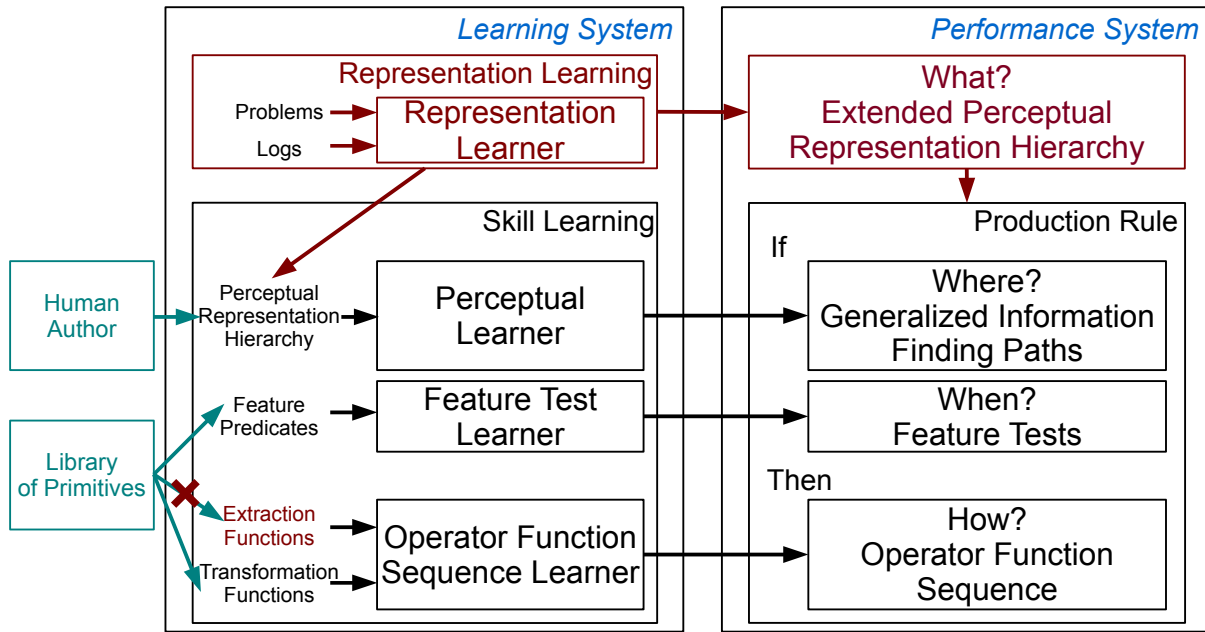 Learning System
Performance System
Representation Learning
Problems
Logs
Representation
Learner
What?
Extended Perceptual
Representation Hierarchy
Skill Learning
Production Rule
If
Human
Author
Perceptual
Representation
Hierarchy
Perceptual
Learner
Where?
Generalized Information
Finding Paths
Library
of Primitives
Feature
Predicates
Feature Test
Learner
When?
Feature Tests
Then
Extraction
Functions
Transformation
Functions
Operator Function
Sequence Learner
How?
Operator Function
Sequence